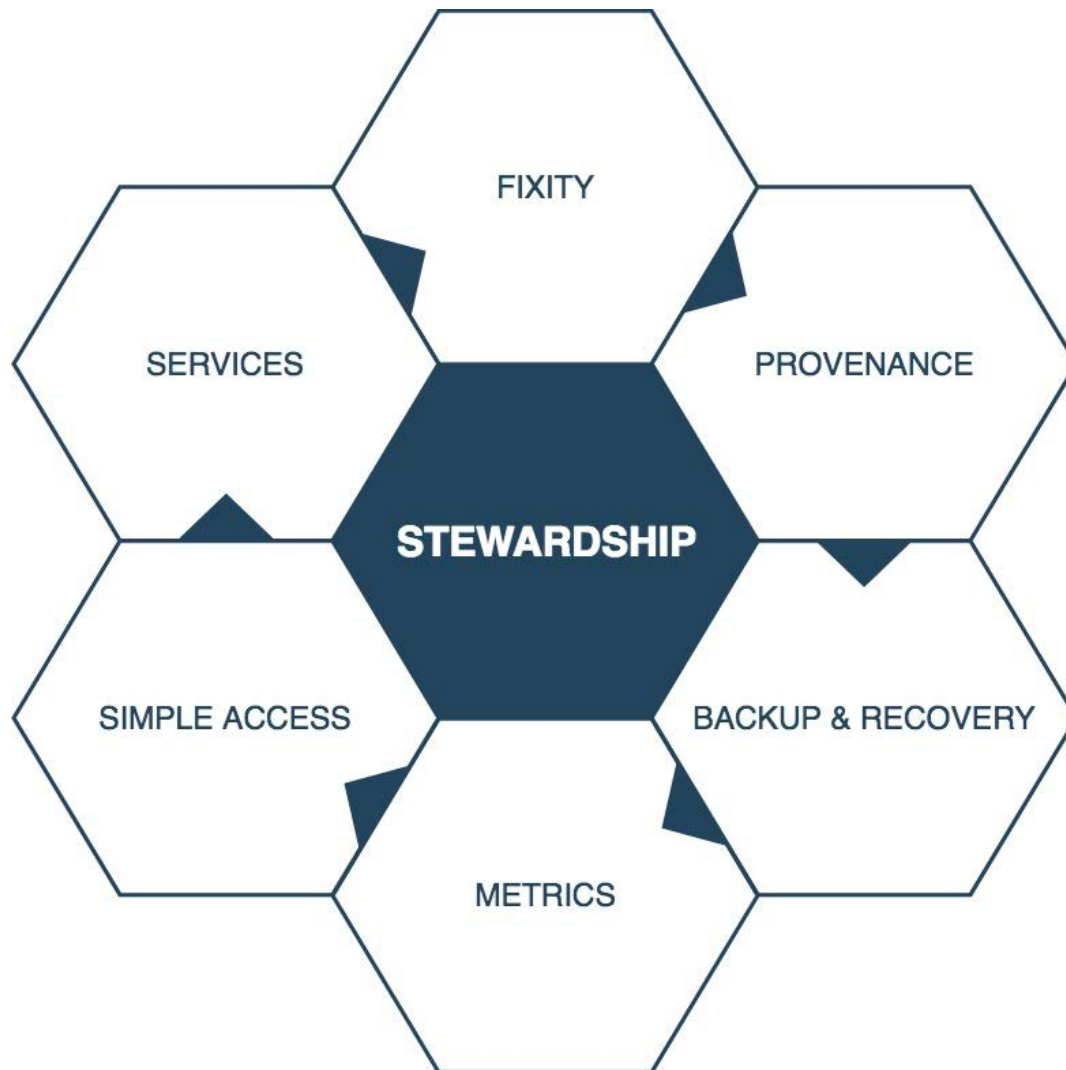 FIXITY
SERVICES
PROVENANCE
STEWARDSHIP
SIMPLE ACCESS
BACKUP & RECOVERY
METRICS